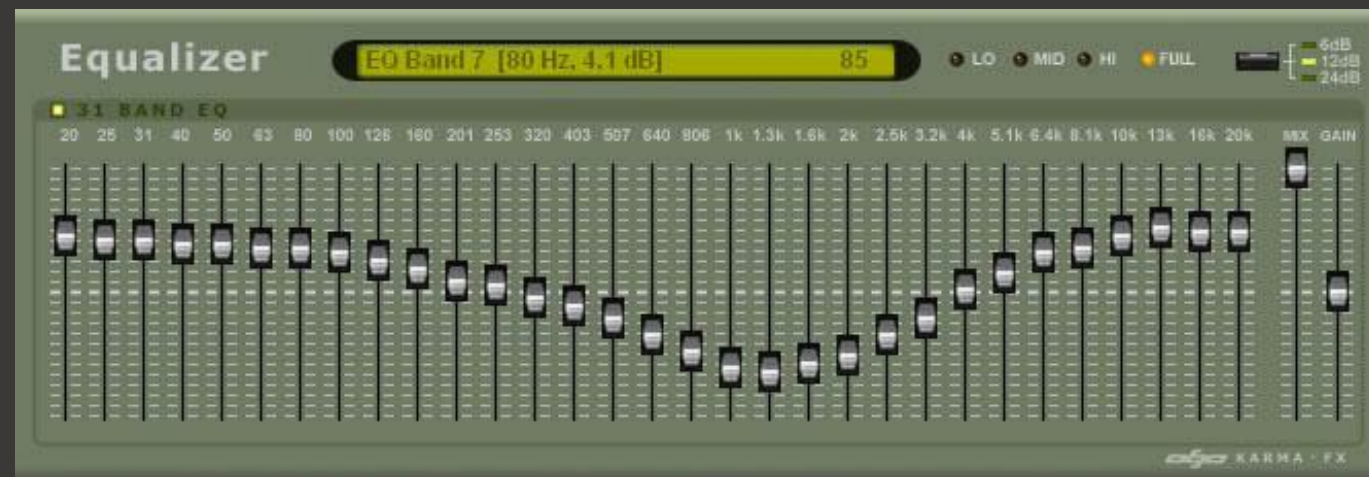 Equalizer
EQ Band 7 [80 Hz, 4.1 dB] 85
LO MID HI FULL
6dB
12dB
24dB
31 BAND EQ
20 25 31 40 50 63 80 100 126 160 201 253 320 403 507 640 806 1k 1.3k 1.6k 2k 2.5k 3.2k 4k 5.1k 6.4k 8.1k 10k 13k 16k 20k MIX GAIN
KARMA·FX